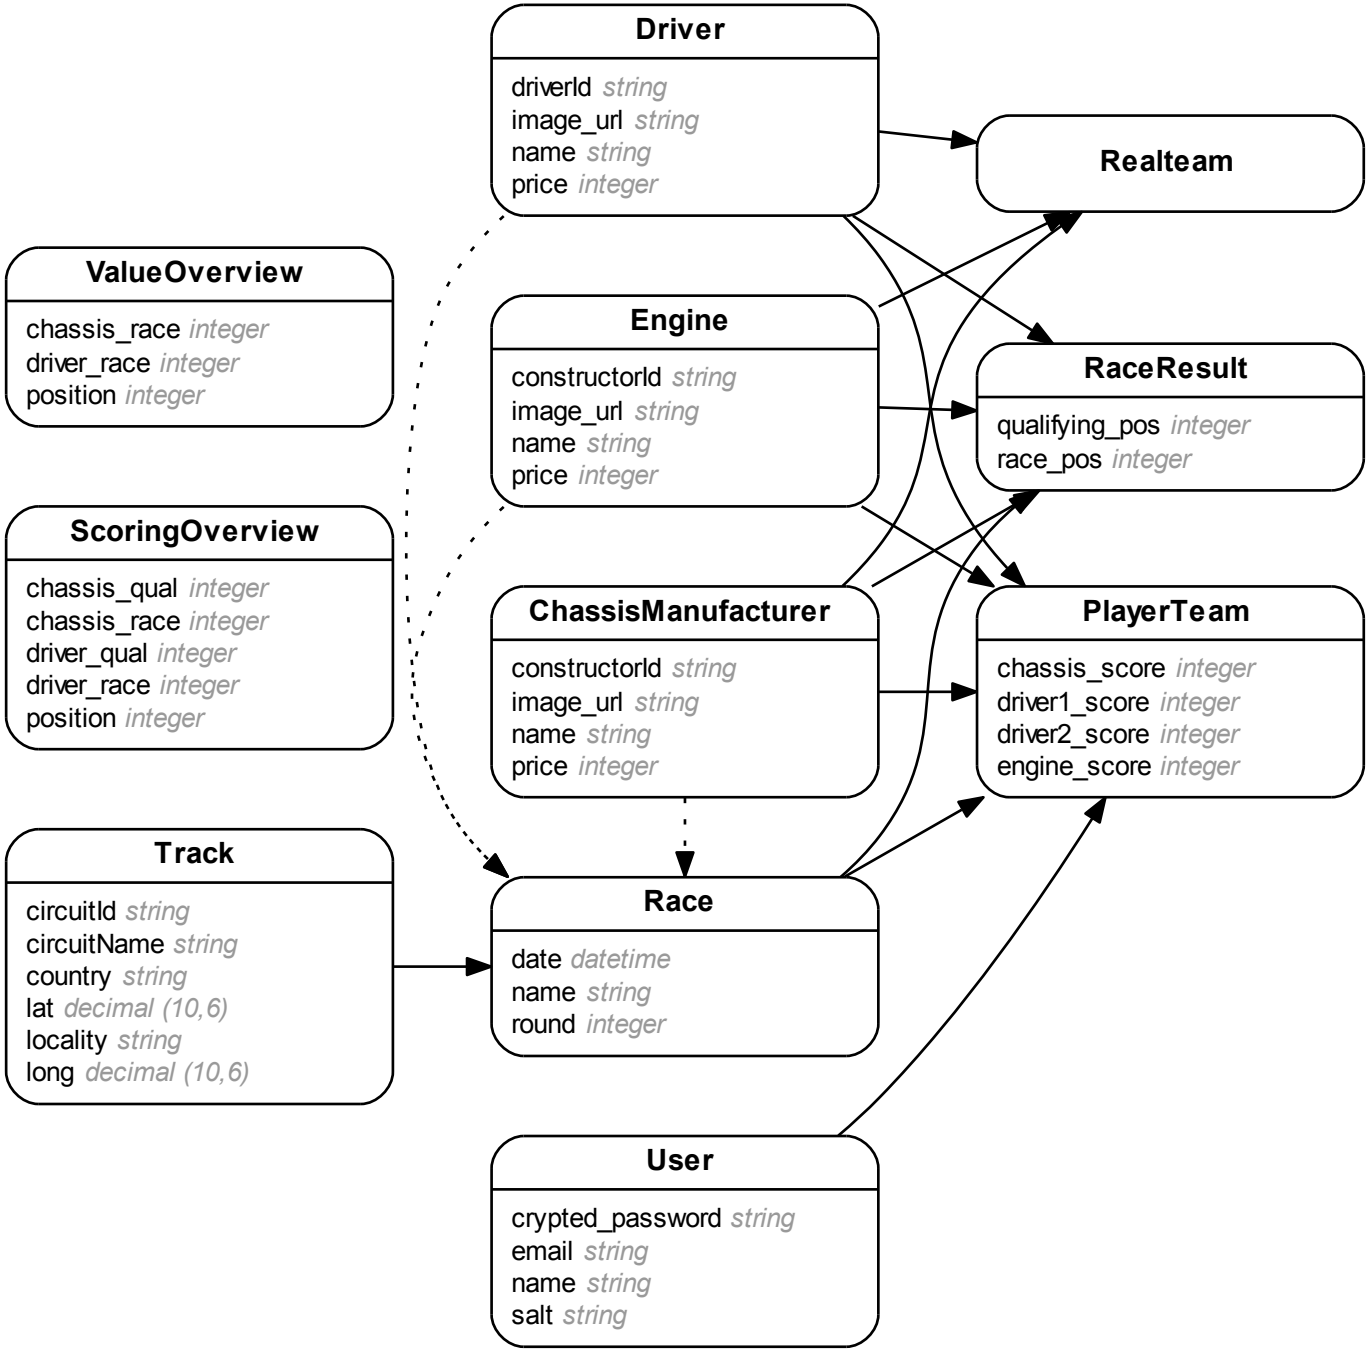 Driver
driverId string
image_url string
name string
price integer
Realteam
ValueOverview
chassis_race integer
driver_race integer
position integer
Engine
constructorId string
image_url string
name string
price integer
RaceResult
qualifying_pos integer
race_pos integer
ScoringOverview
chassis_qual integer
chassis_race integer
driver_qual integer
driver_race integer
position integer
ChassisManufacturer
constructorId string
image_url string
name string
price integer
PlayerTeam
chassis_score integer
driver1_score integer
driver2_score integer
engine_score integer
Track
circuitId string
circuitName string
country string
lat decimal (10,6)
locality string
long decimal (10,6)
Race
date datetime
name string
round integer
User
crypted_password string
email string
name string
salt string